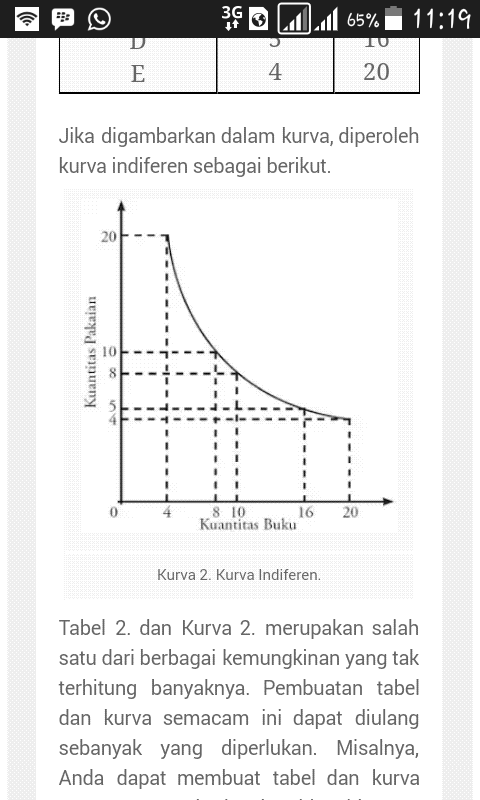 3G 65% 11:19
D 5 16
E 4 20
Jika digambarkan dalam kurva, diperoleh
kurva indiferen sebagai berikut.
Kuantitas Pakaian
20
10
8
5
4
0 4 8 10 16 20
Kuantitas Buku
Kurva 2. Kurva Indiferen.
Tabel 2. dan Kurva 2. merupakan salah
satu dari berbagai kemungkinan yang tak
terhitung banyaknya. Pembuatan tabel
dan kurva semacam ini dapat diulang
sebanyak yang diperlukan. Misalnya,
Anda dapat membuat tabel dan kurva